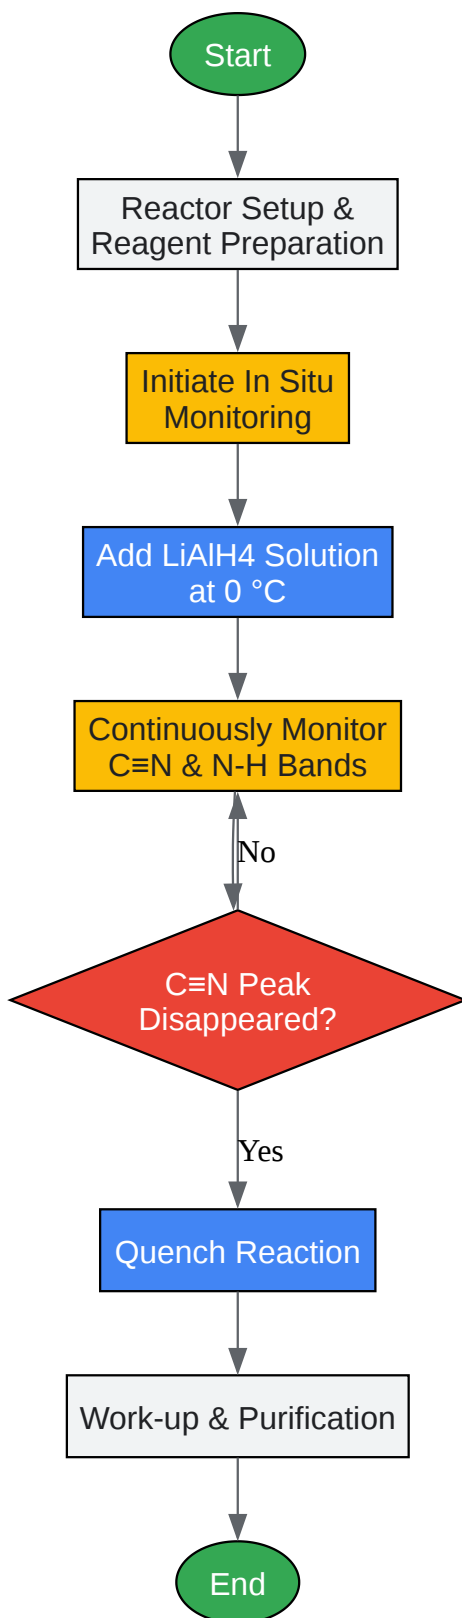 Start
Reactor Setup &
Reagent Preparation
Initiate In Situ
Monitoring
Add LiAlH4 Solution
at 0 °C
Continuously Monitor
C≡N & N-H Bands
No
C≡N Peak
Disappeared?
Yes
Quench Reaction
Work-up & Purification
End